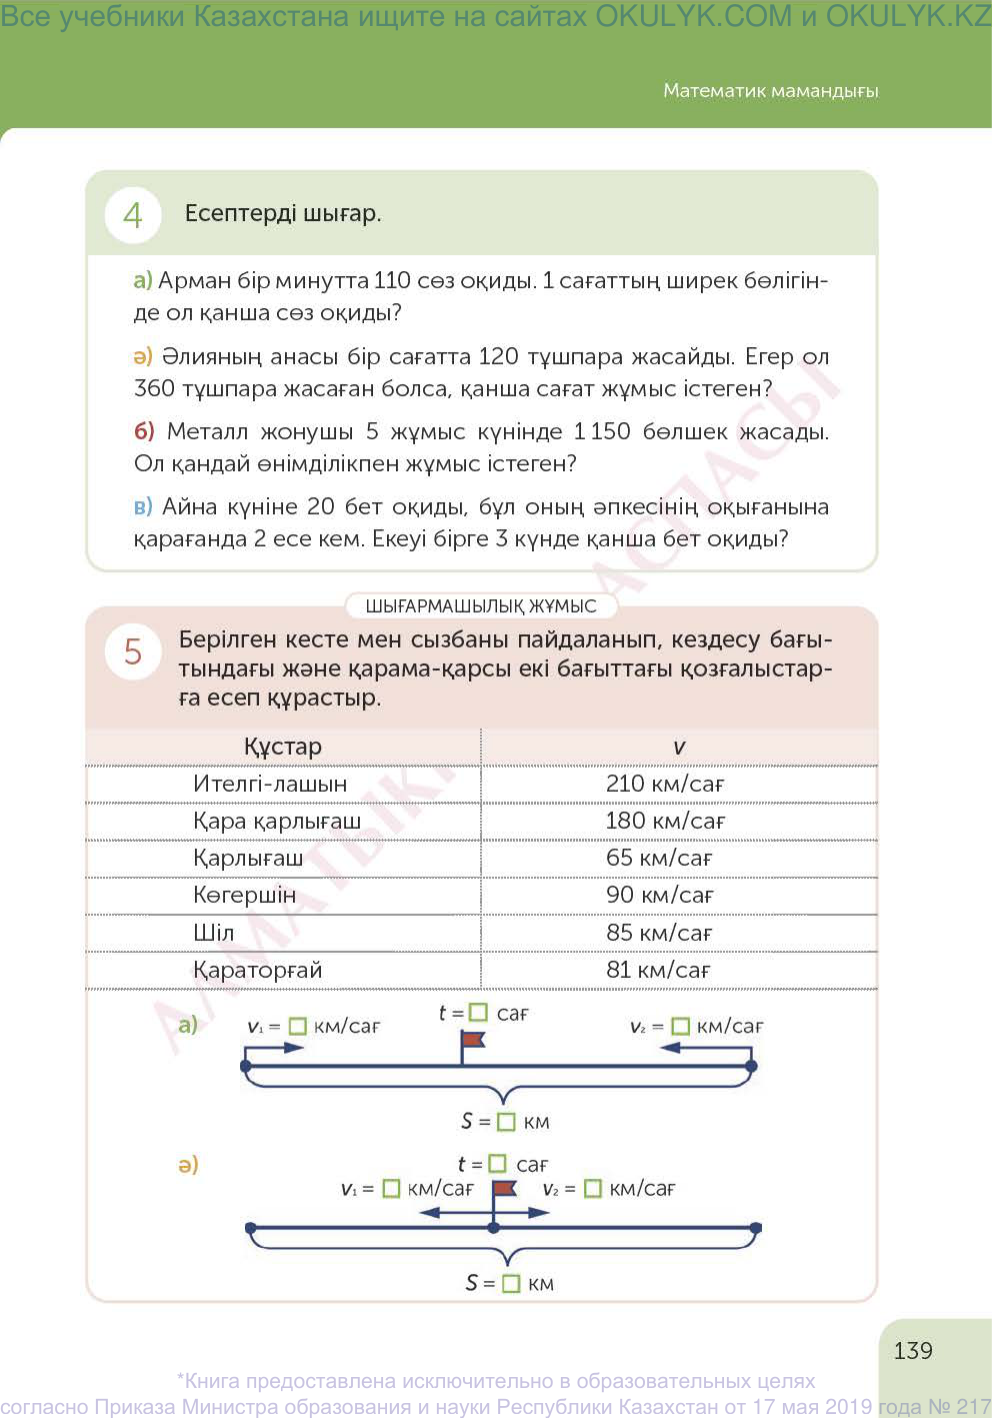 Все учебники Казахстана ищите на сайтах OKULYK.COM и OKULYK.KZ
Математик мамандығы
4 Есептерді шығар.
а) Арман бір минутта 110 сөз оқиды. 1 сағаттың ширек бөлігін-
де ол қанша сөз оқиды?
ә) Әлияның анасы бір сағатта 120 тұшпара жасайды. Егер ол
360 тұшпара жасаған болса, қанша сағат жұмыс істеген?
б) Металл жонушы 5 жұмыс күнінде 1 150 бөлшек жасады.
Ол қандай өнімділікпен жұмыс істеген?
в) Айна күніне 20 бет оқиды, бұл оның әпкесінің оқығанына
қарағанда 2 есе кем. Екеуі бірге 3 күнде қанша бет оқиды?
ШЫҒАРМАШЫЛЫҚ ЖҰМЫС
5 Берілген кесте мен сызбаны пайдаланып, кездесу бағы-
тындағы және қарама-қарсы екі бағыттағы қозғалыстар-
ға есеп құрастыр.
Құстар v
Ителгі-лашын 210 км/сағ
Қара қарлығаш 180 км/сағ
Қарлығаш 65 км/сағ
Көгершін 90 км/сағ
Шіл 85 км/сағ
Қараторғай 81 км/сағ
а) v₁ = □ км/сағ t = □ сағ v₂ = □ км/сағ
S = □ км
ә) t = □ сағ
v₁ = □ км/сағ v₂ = □ км/сағ
S = □ км
АЛМАТЫКІТАП БАСПАСЫ
139
*Книга предоставлена исключительно в образовательных целях
согласно Приказа Министра образования и науки Республики Казахстан от 17 мая 2019 года № 217